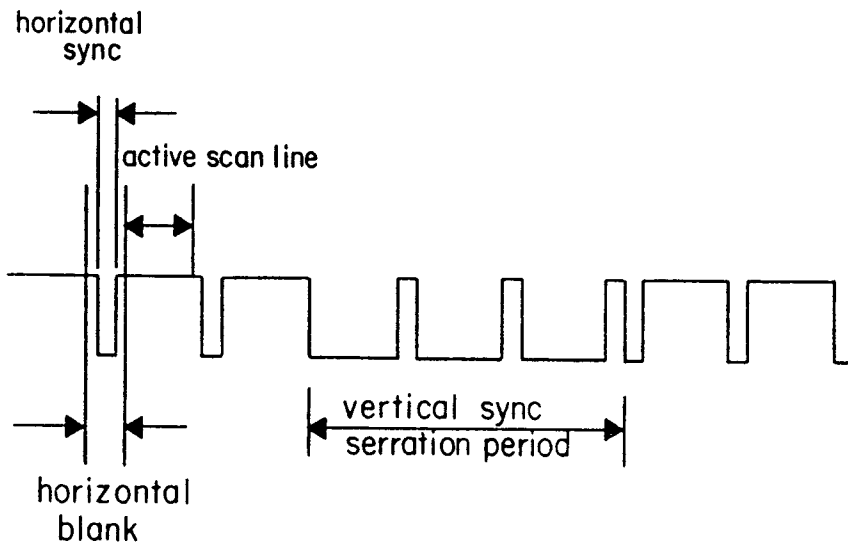 horizontal
sync
active scan line
vertical sync
serration period
horizontal
blank